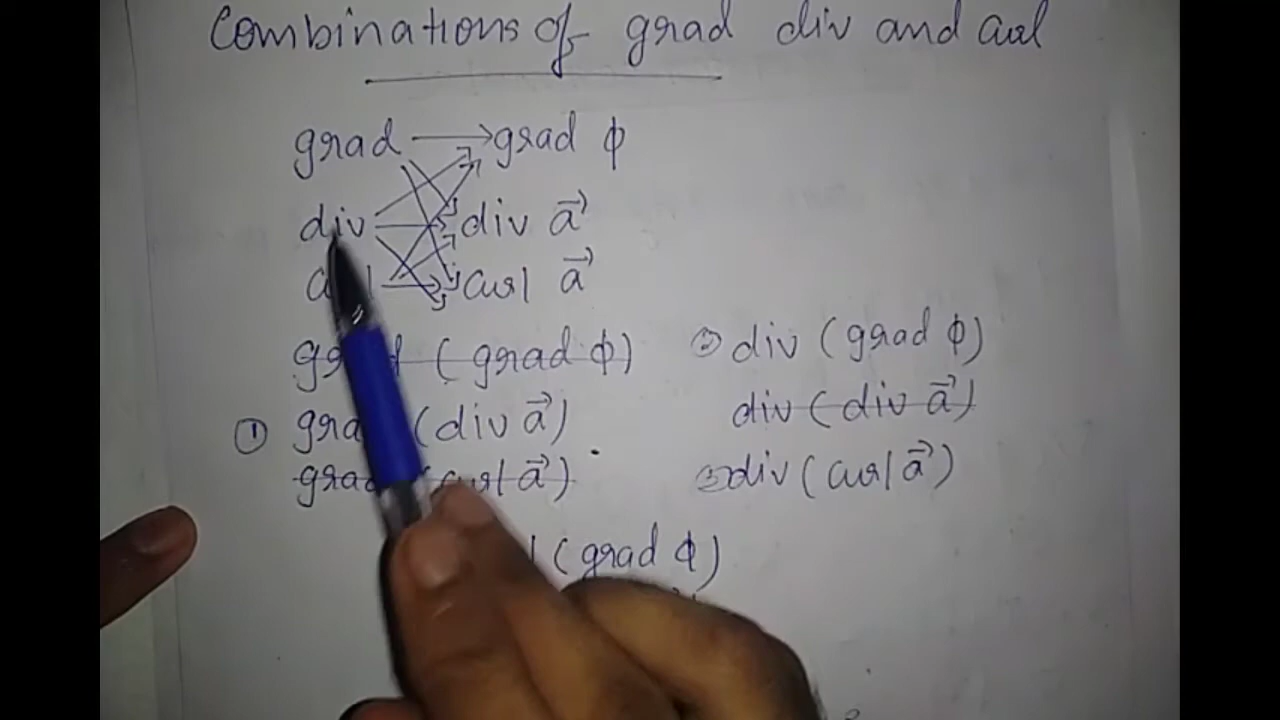 Combinations of grad div and curl
grad → grad ϕ
div → div a⃗
→ curl a⃗
(grad ϕ)
① (div a⃗)
(curl a⃗)
② div (grad ϕ)
div (div a⃗)
③ div (curl a⃗)
(grad ϕ)